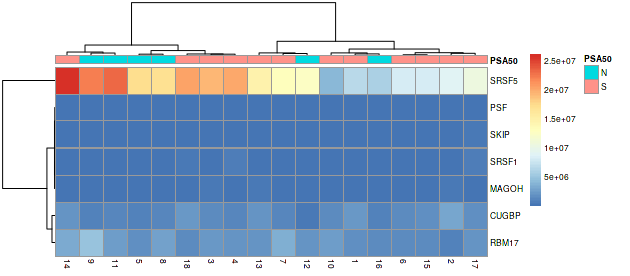 PSA50
PSA50
N
S
2.5e+07
2e+07
1.5e+07
1e+07
5e+06
SRSF5
PSF
SKIP
SRSF1
MAGOH
CUGBP
RBM17
14 9 11 5 8 18 3 4 13 7 12 10 1 16 6 15 2 17